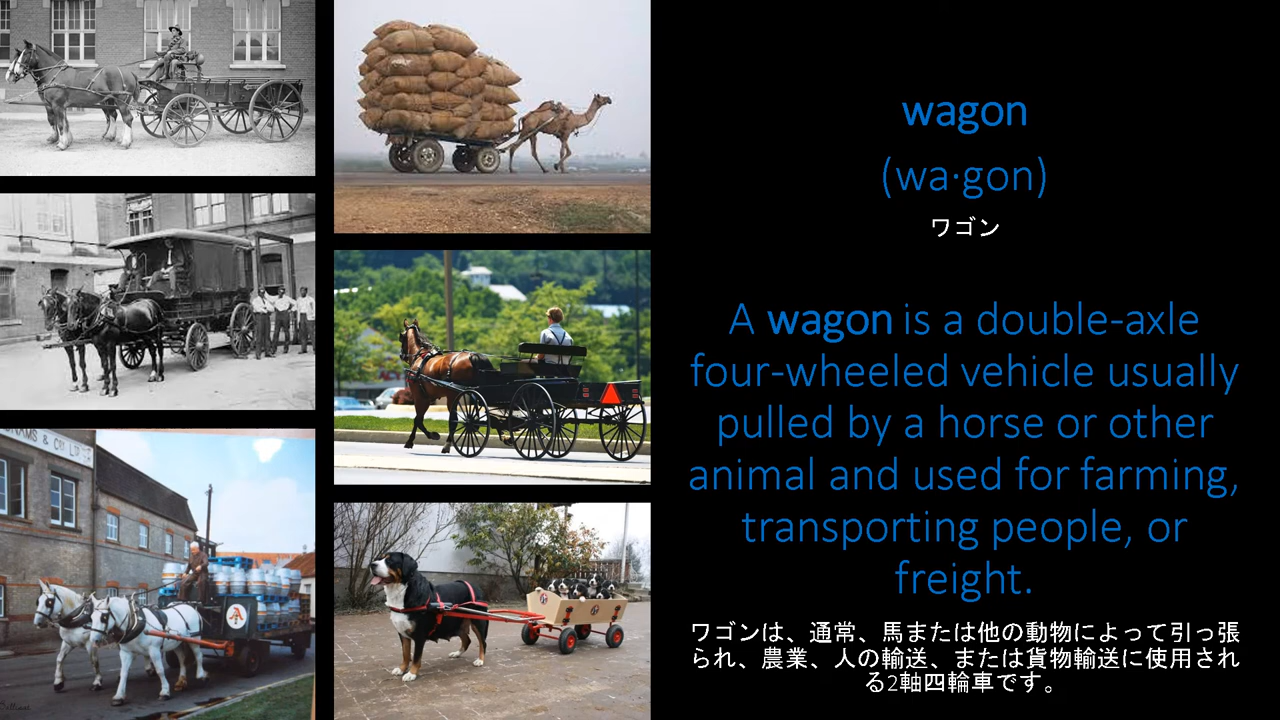 wagon
(wa·gon)
ワゴン
A wagon is a double-axle
four-wheeled vehicle usually
pulled by a horse or other
animal and used for farming,
transporting people, or
freight.
ワゴンは、通常、馬または他の動物によって引っ張
られ、農業、人の輸送、または貨物輸送に使用され
る2軸四輪車です。